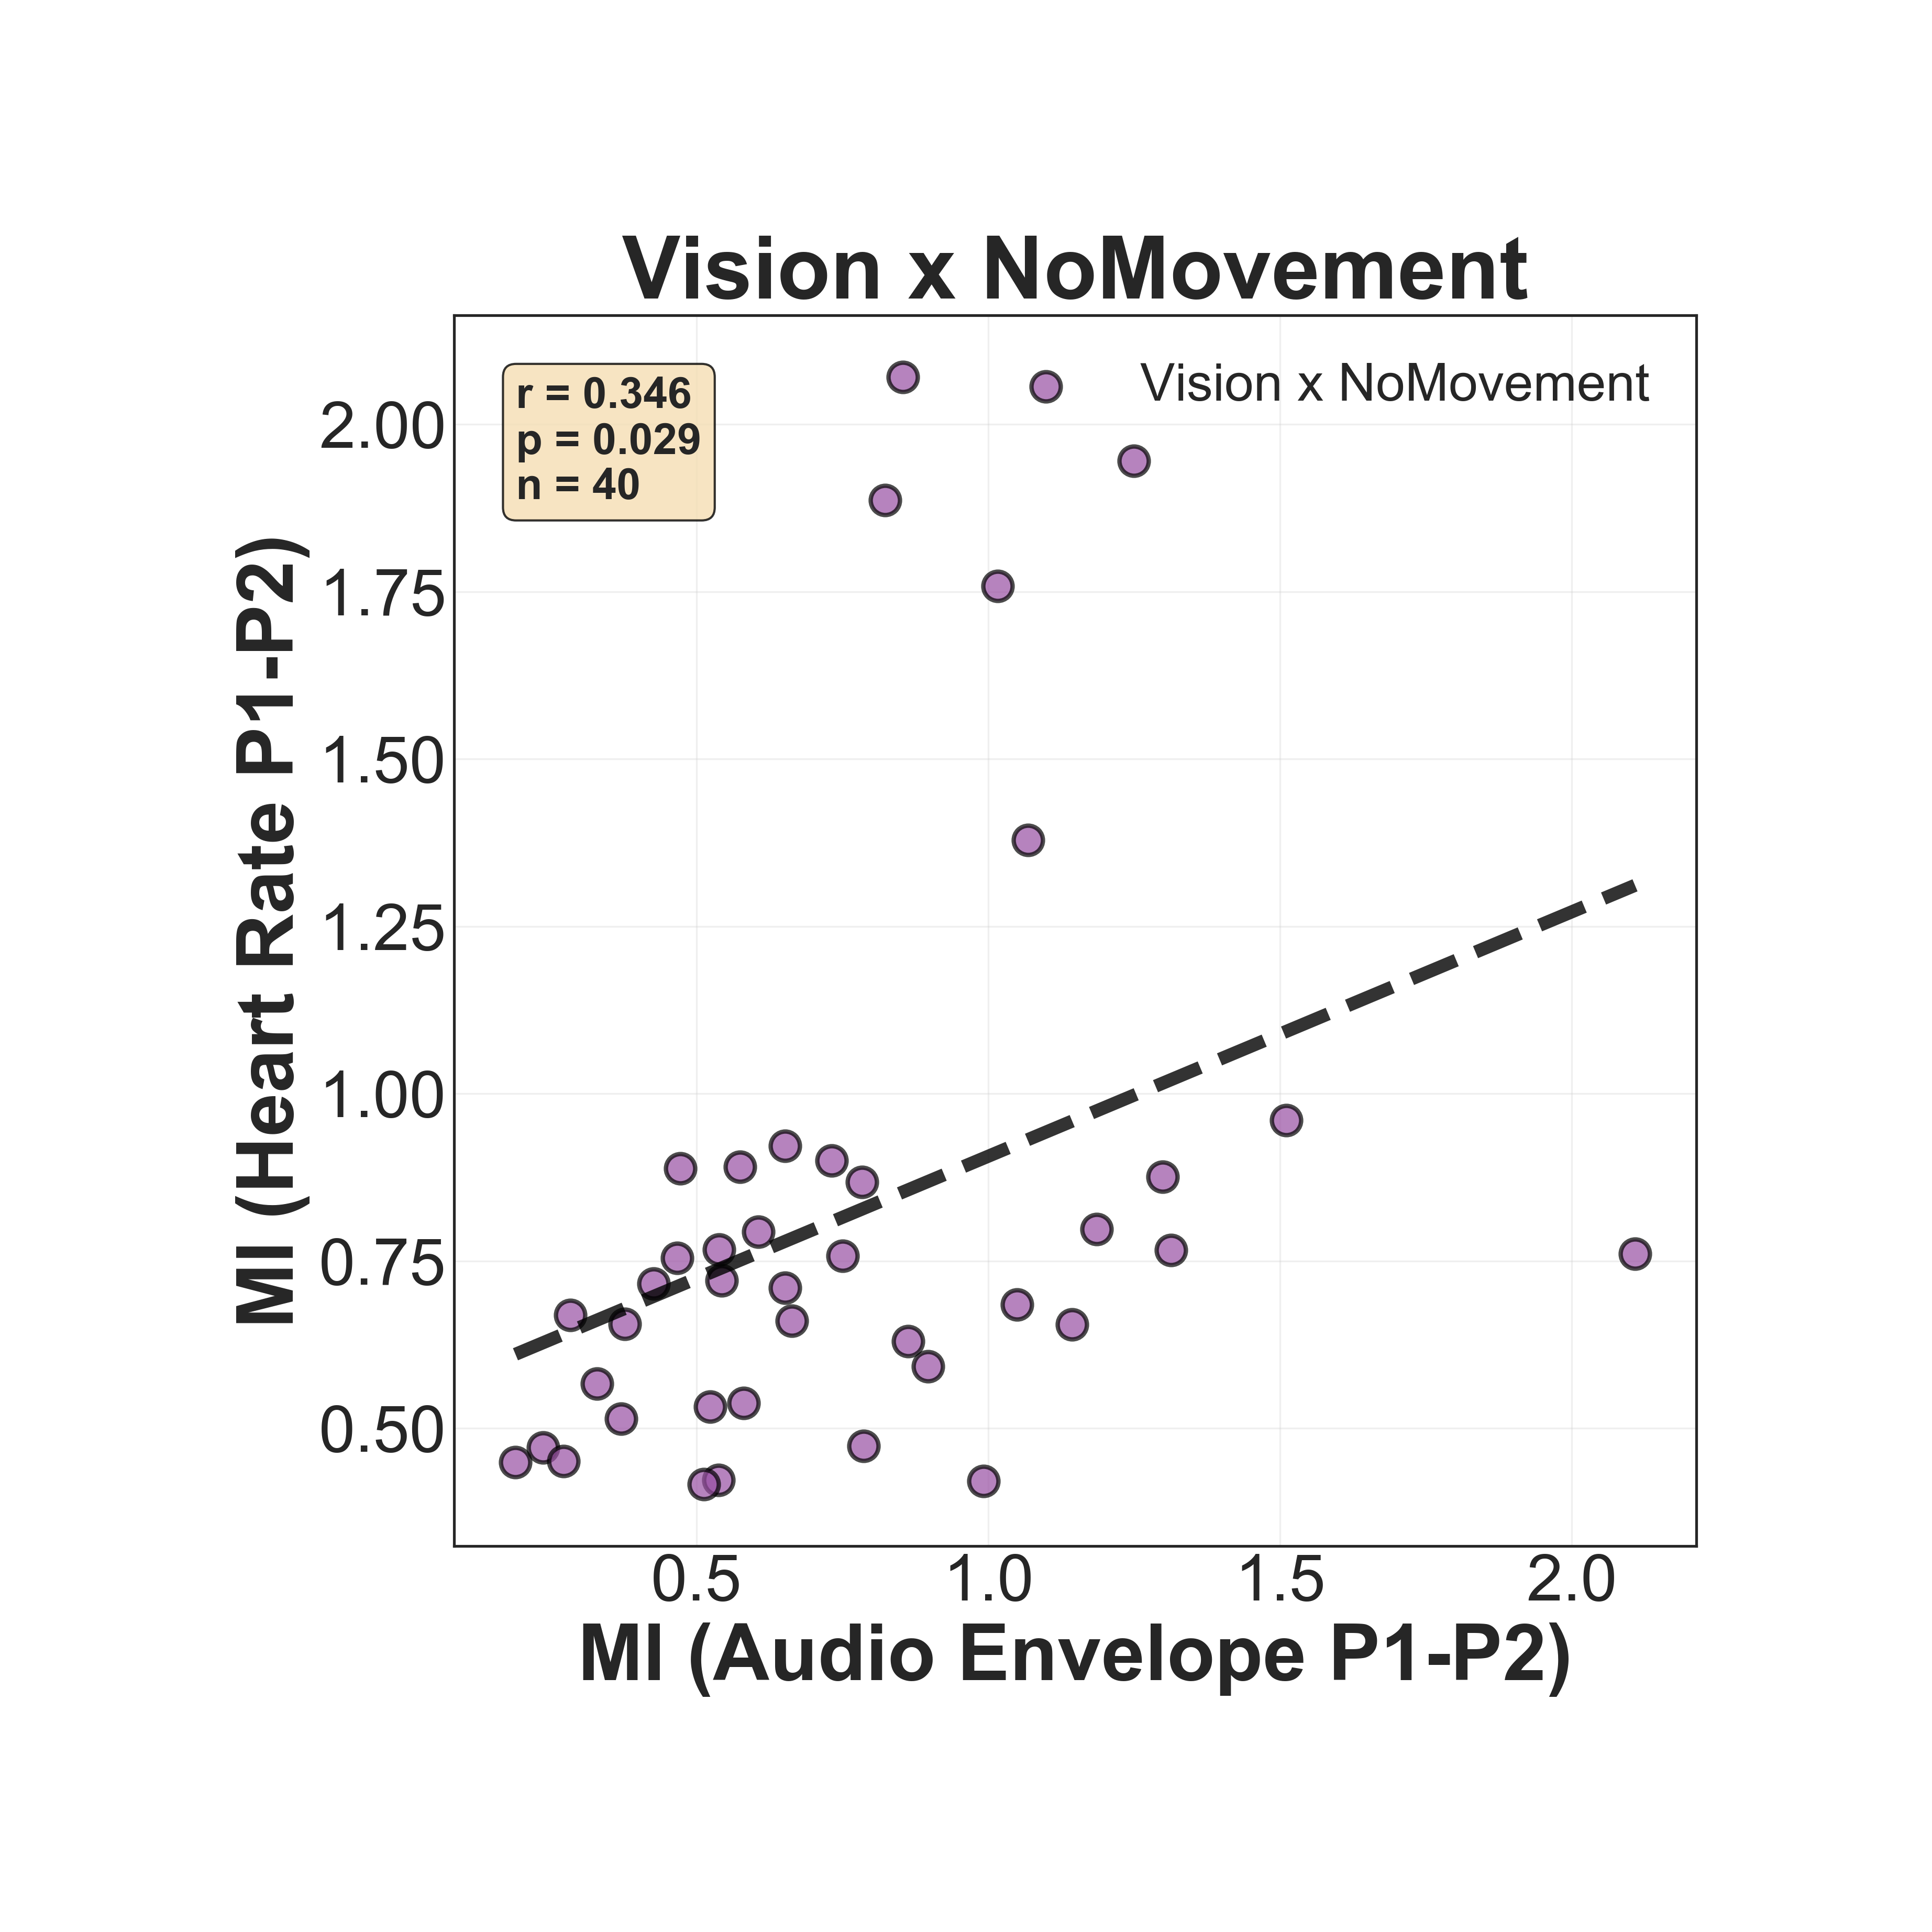 Vision x NoMovement
r = 0.346
p = 0.029
n = 40
Vision x NoMovement
MI (Heart Rate P1-P2)
2.00
1.75
1.50
1.25
1.00
0.75
0.50
0.5 1.0 1.5 2.0
MI (Audio Envelope P1-P2)